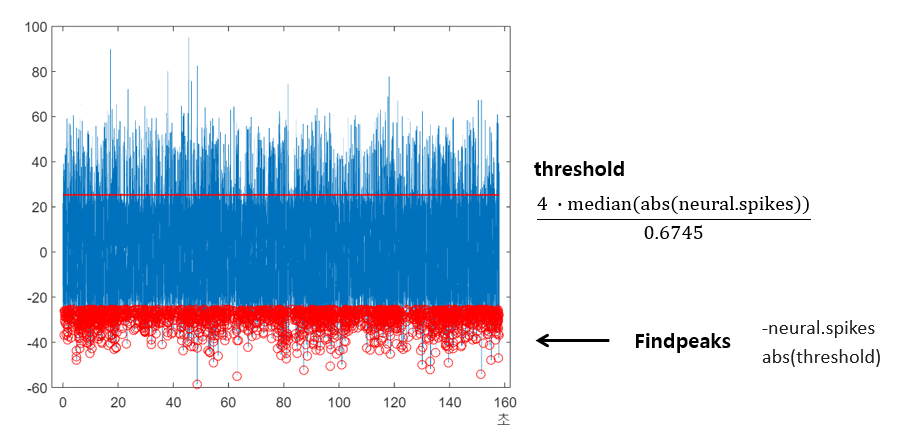 100
80
60
40
20
0
-20
-40
-60
0 20 40 60 80 100 120 140 160
초
threshold
4 · median(abs(neural.spikes))
0.6745
Findpeaks
-neural.spikes
abs(threshold)